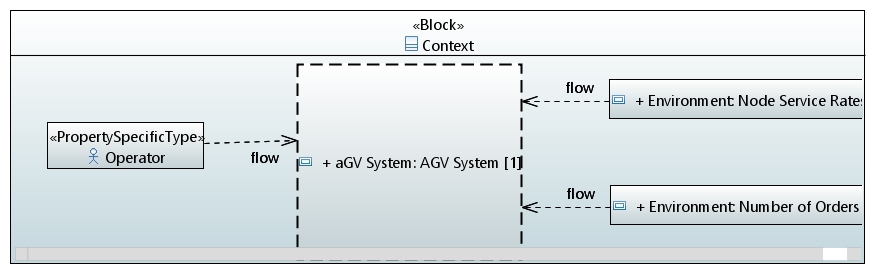 «Block»
Context
flow
+ Environment: Node Service Rates
«PropertySpecificType»
Operator
flow
+ aGV System: AGV System [1]
flow
+ Environment: Number of Orders